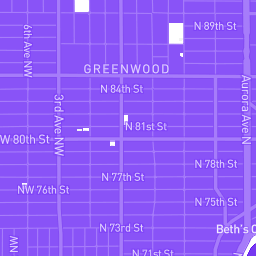 N 89th St
6th Ave NW
GREENWOOD
N 84th St
Aurora Ave N
3rd Ave NW
N 81st St
W 80th St
N 78th St
N 77th St
NW 76th St
N 75th St
N 73rd St
Beth's C
NW
N 71st St